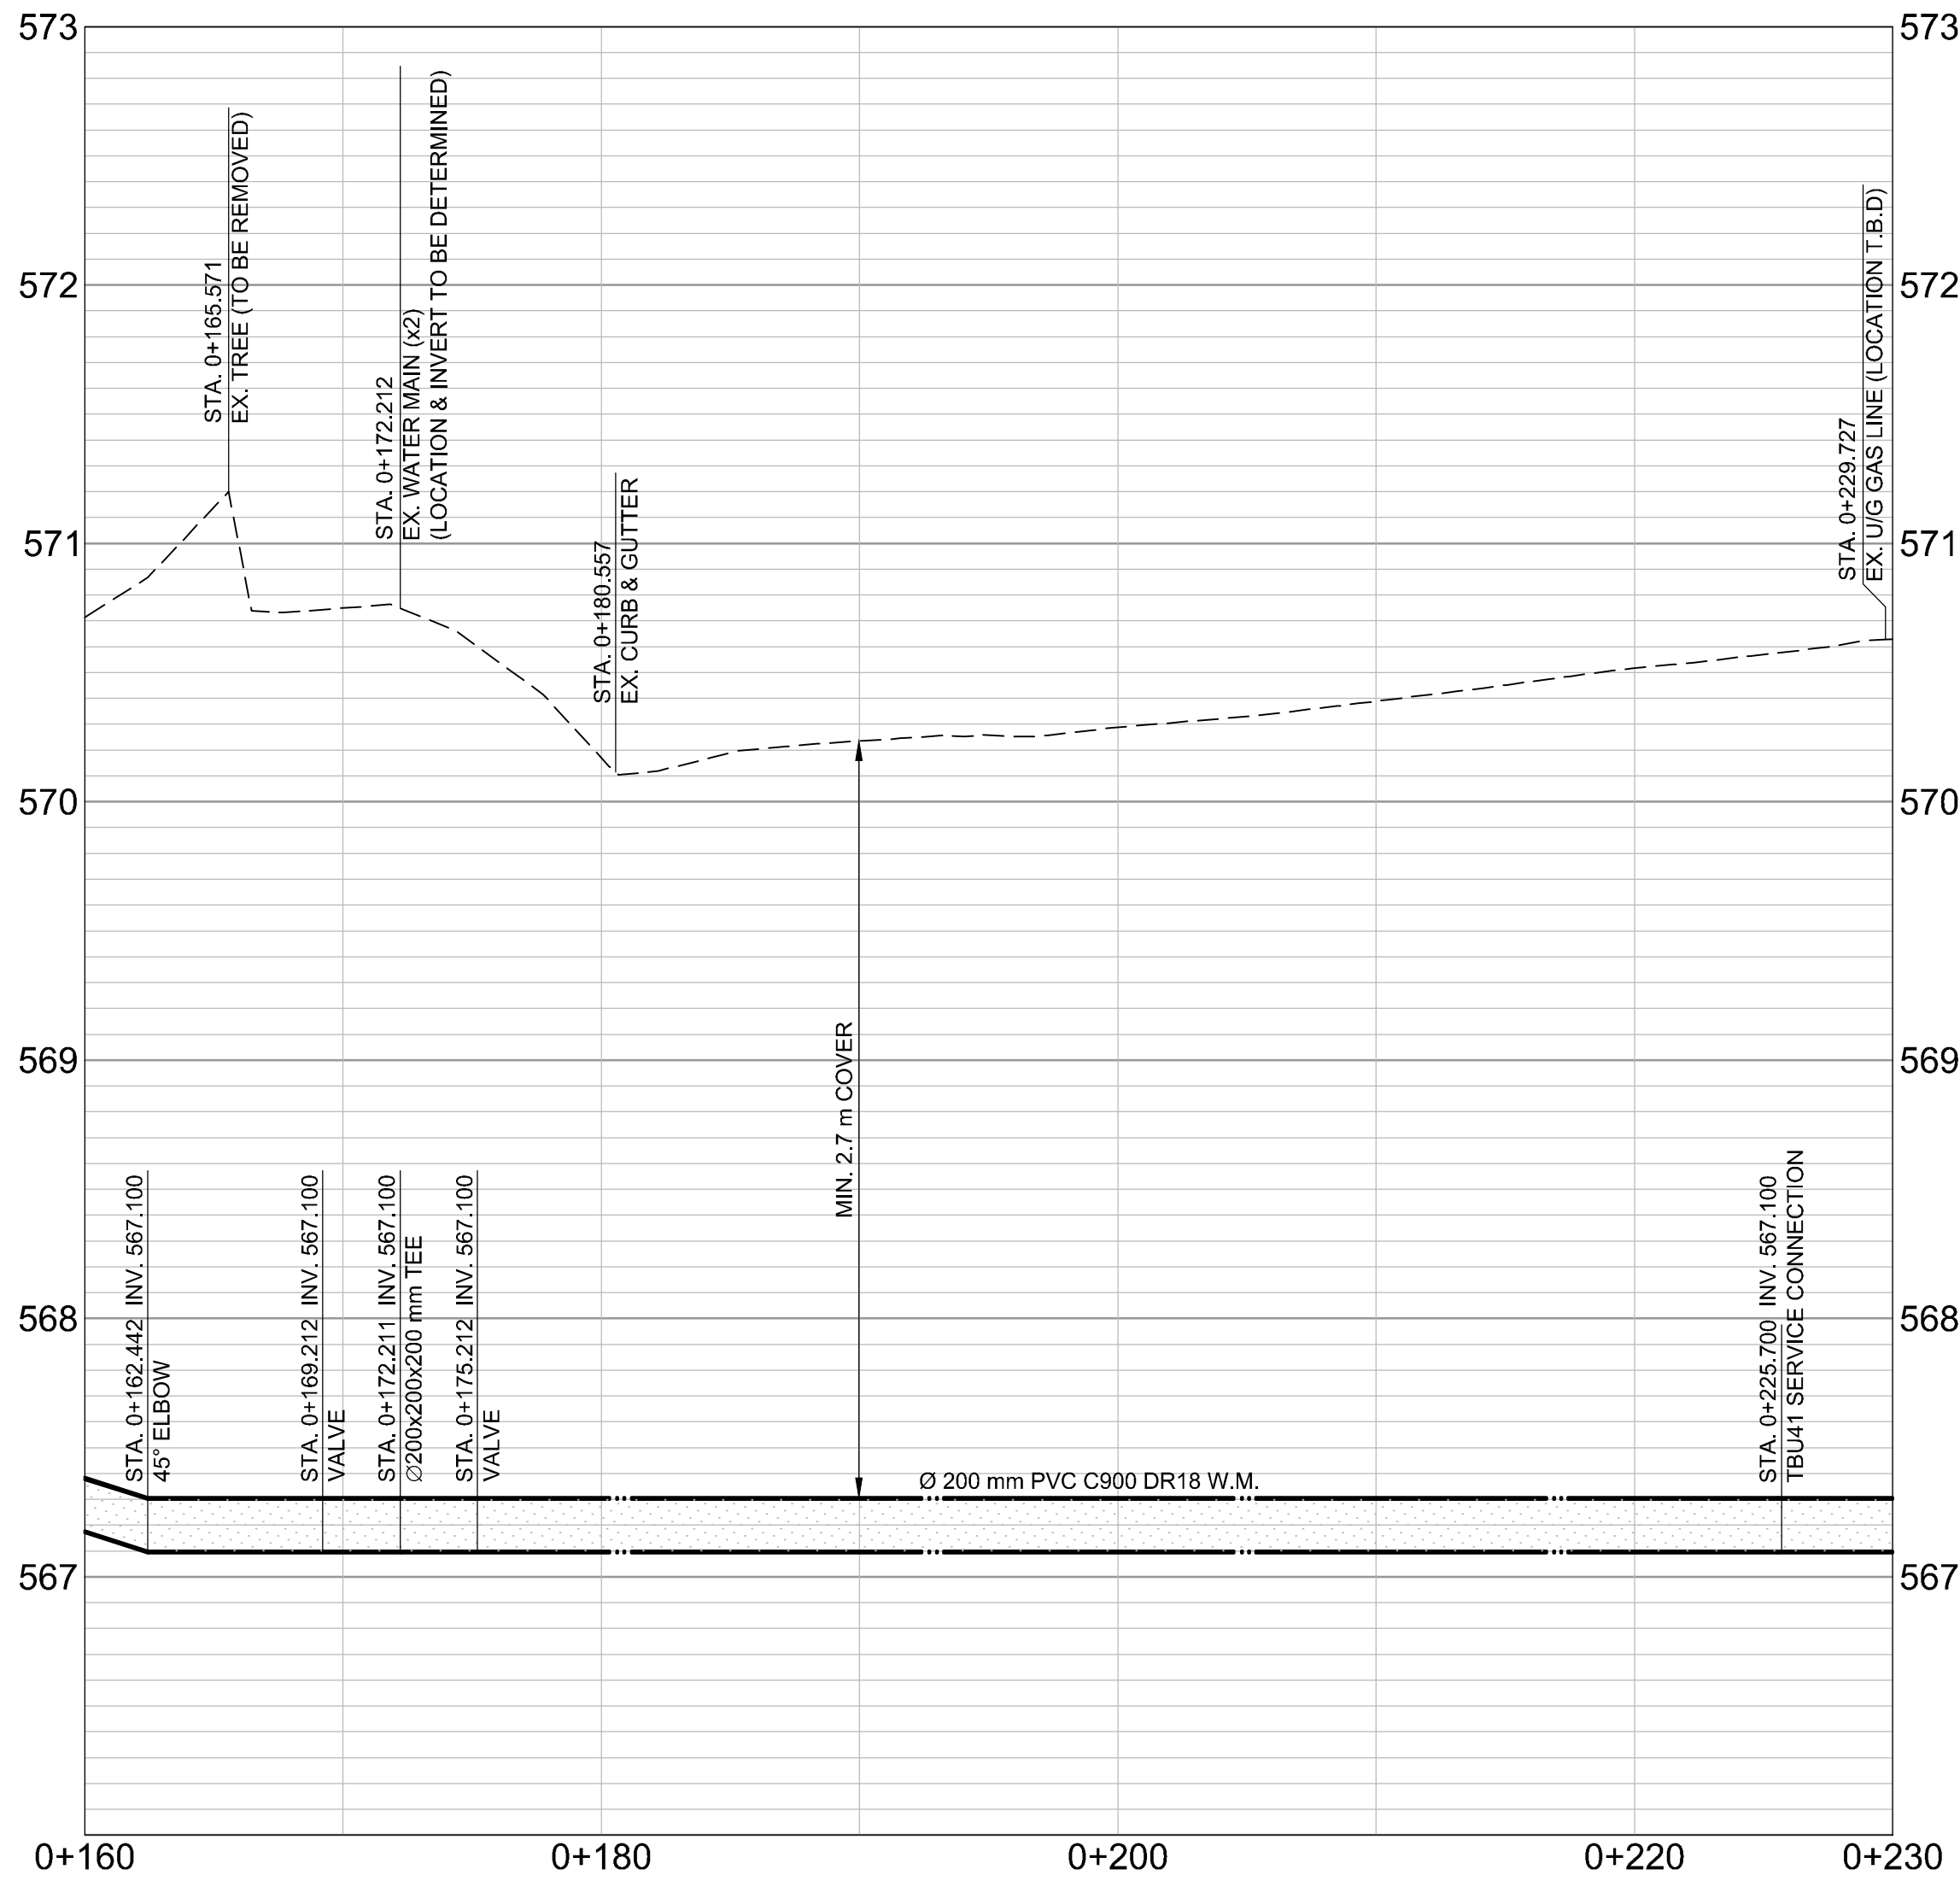 573
573
STA. 0+165.571
EX. TREE (TO BE REMOVED)
STA. 0+172.212
EX. WATER MAIN (x2)
(LOCATION & INVERT TO BE DETERMINED)
STA. 0+180.557
EX. CURB & GUTTER
STA. 0+229.727
EX. U/G GAS LINE (LOCATION T.B.D)
572
572
571
571
570
570
569
569
MIN. 2.7 m COVER
STA. 0+162.442 INV. 567.100
45° ELBOW
STA. 0+169.212 INV. 567.100
VALVE
STA. 0+172.211 INV. 567.100
Ø200x200x200 mm TEE
STA. 0+175.212 INV. 567.100
VALVE
STA. 0+225.700 INV. 567.100
TBU41 SERVICE CONNECTION
568
568
Ø 200 mm PVC C900 DR18 W.M.
567
567
0+160
0+180
0+200
0+220
0+230